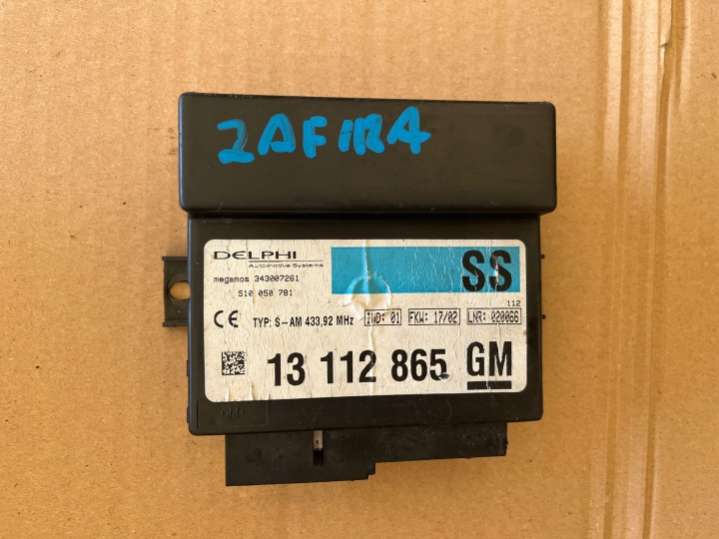 ZAFIRA
DELPHI SS
Automotive Systems
megamos 343007261
S10 050 781
112
CE TYP: S-AM 433,92 MHz IWD: 01 FKW: 17/02 LNR: 020066
13 112 865 GM